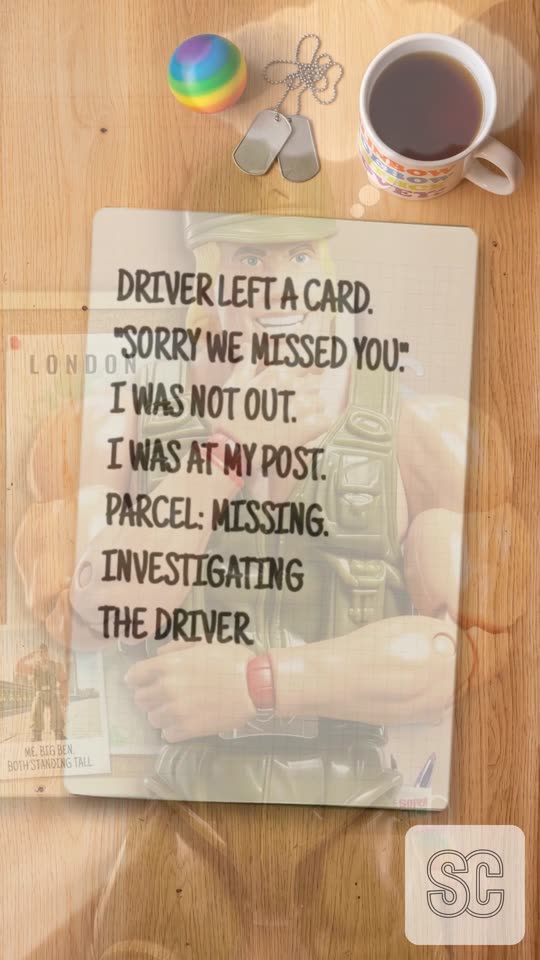 RAINBOW
LONDON
DRIVER LEFT A CARD.
"SORRY WE MISSED YOU."
I WAS NOT OUT.
I WAS AT MY POST.
PARCEL: MISSING.
INVESTIGATING
THE DRIVER.
ME, BIG BEN.
BOTH STANDING TALL
SC